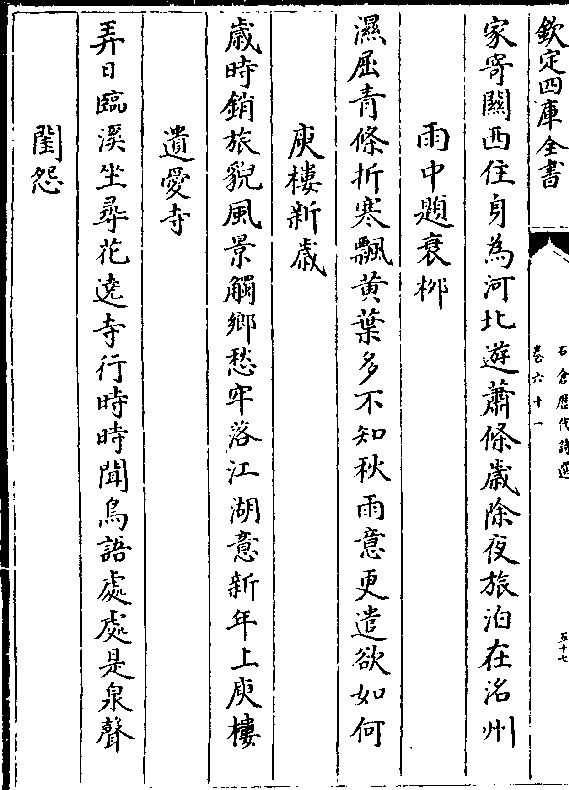 欽定四庫全書
石倉歷代詩選
卷六十一
五十七
家寄關西住身為河北遊蕭條歳除夜旅泊在洺州
雨中題衰栁
濕屈青條折寒飄黄葉多不知秋雨意更遣欲如何
庾樓新歳
歳時銷旅貌風景觸鄉愁牢落江湖意新年上庾樓
遺愛寺
弄日臨溪坐尋花遶寺行時時聞鳥語處處是泉聲
閨怨